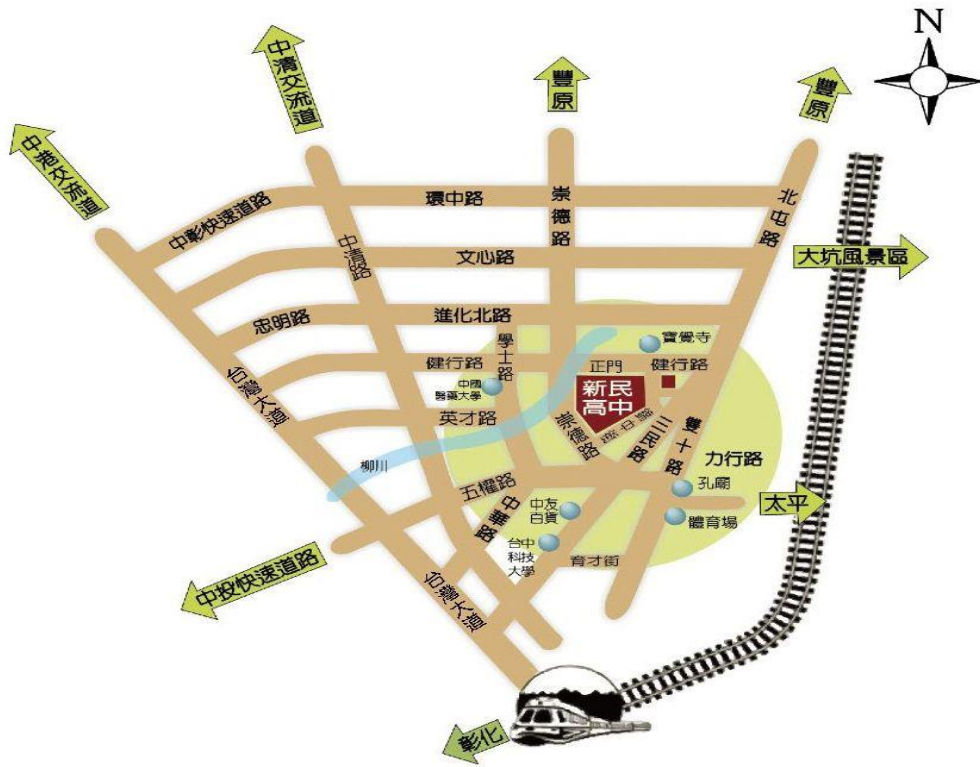 N
中清交流道
豐原
豐原
中港交流道
環中路
崇德路
北屯路
中彰快速道路
中清路
文心路
大坑風景區
忠明路
進化北路
學士路
寶覺寺
健行路
正門
健行路
中國
醫藥大學
新民
高中
台灣大道
英才路
崇德路
三民路
雙十路
力行路
柳川
五權路
孔廟
中華路
中友
百貨
太平
體育場
台中
科技
大學
育才街
中投快速道路
台灣大道
彰化